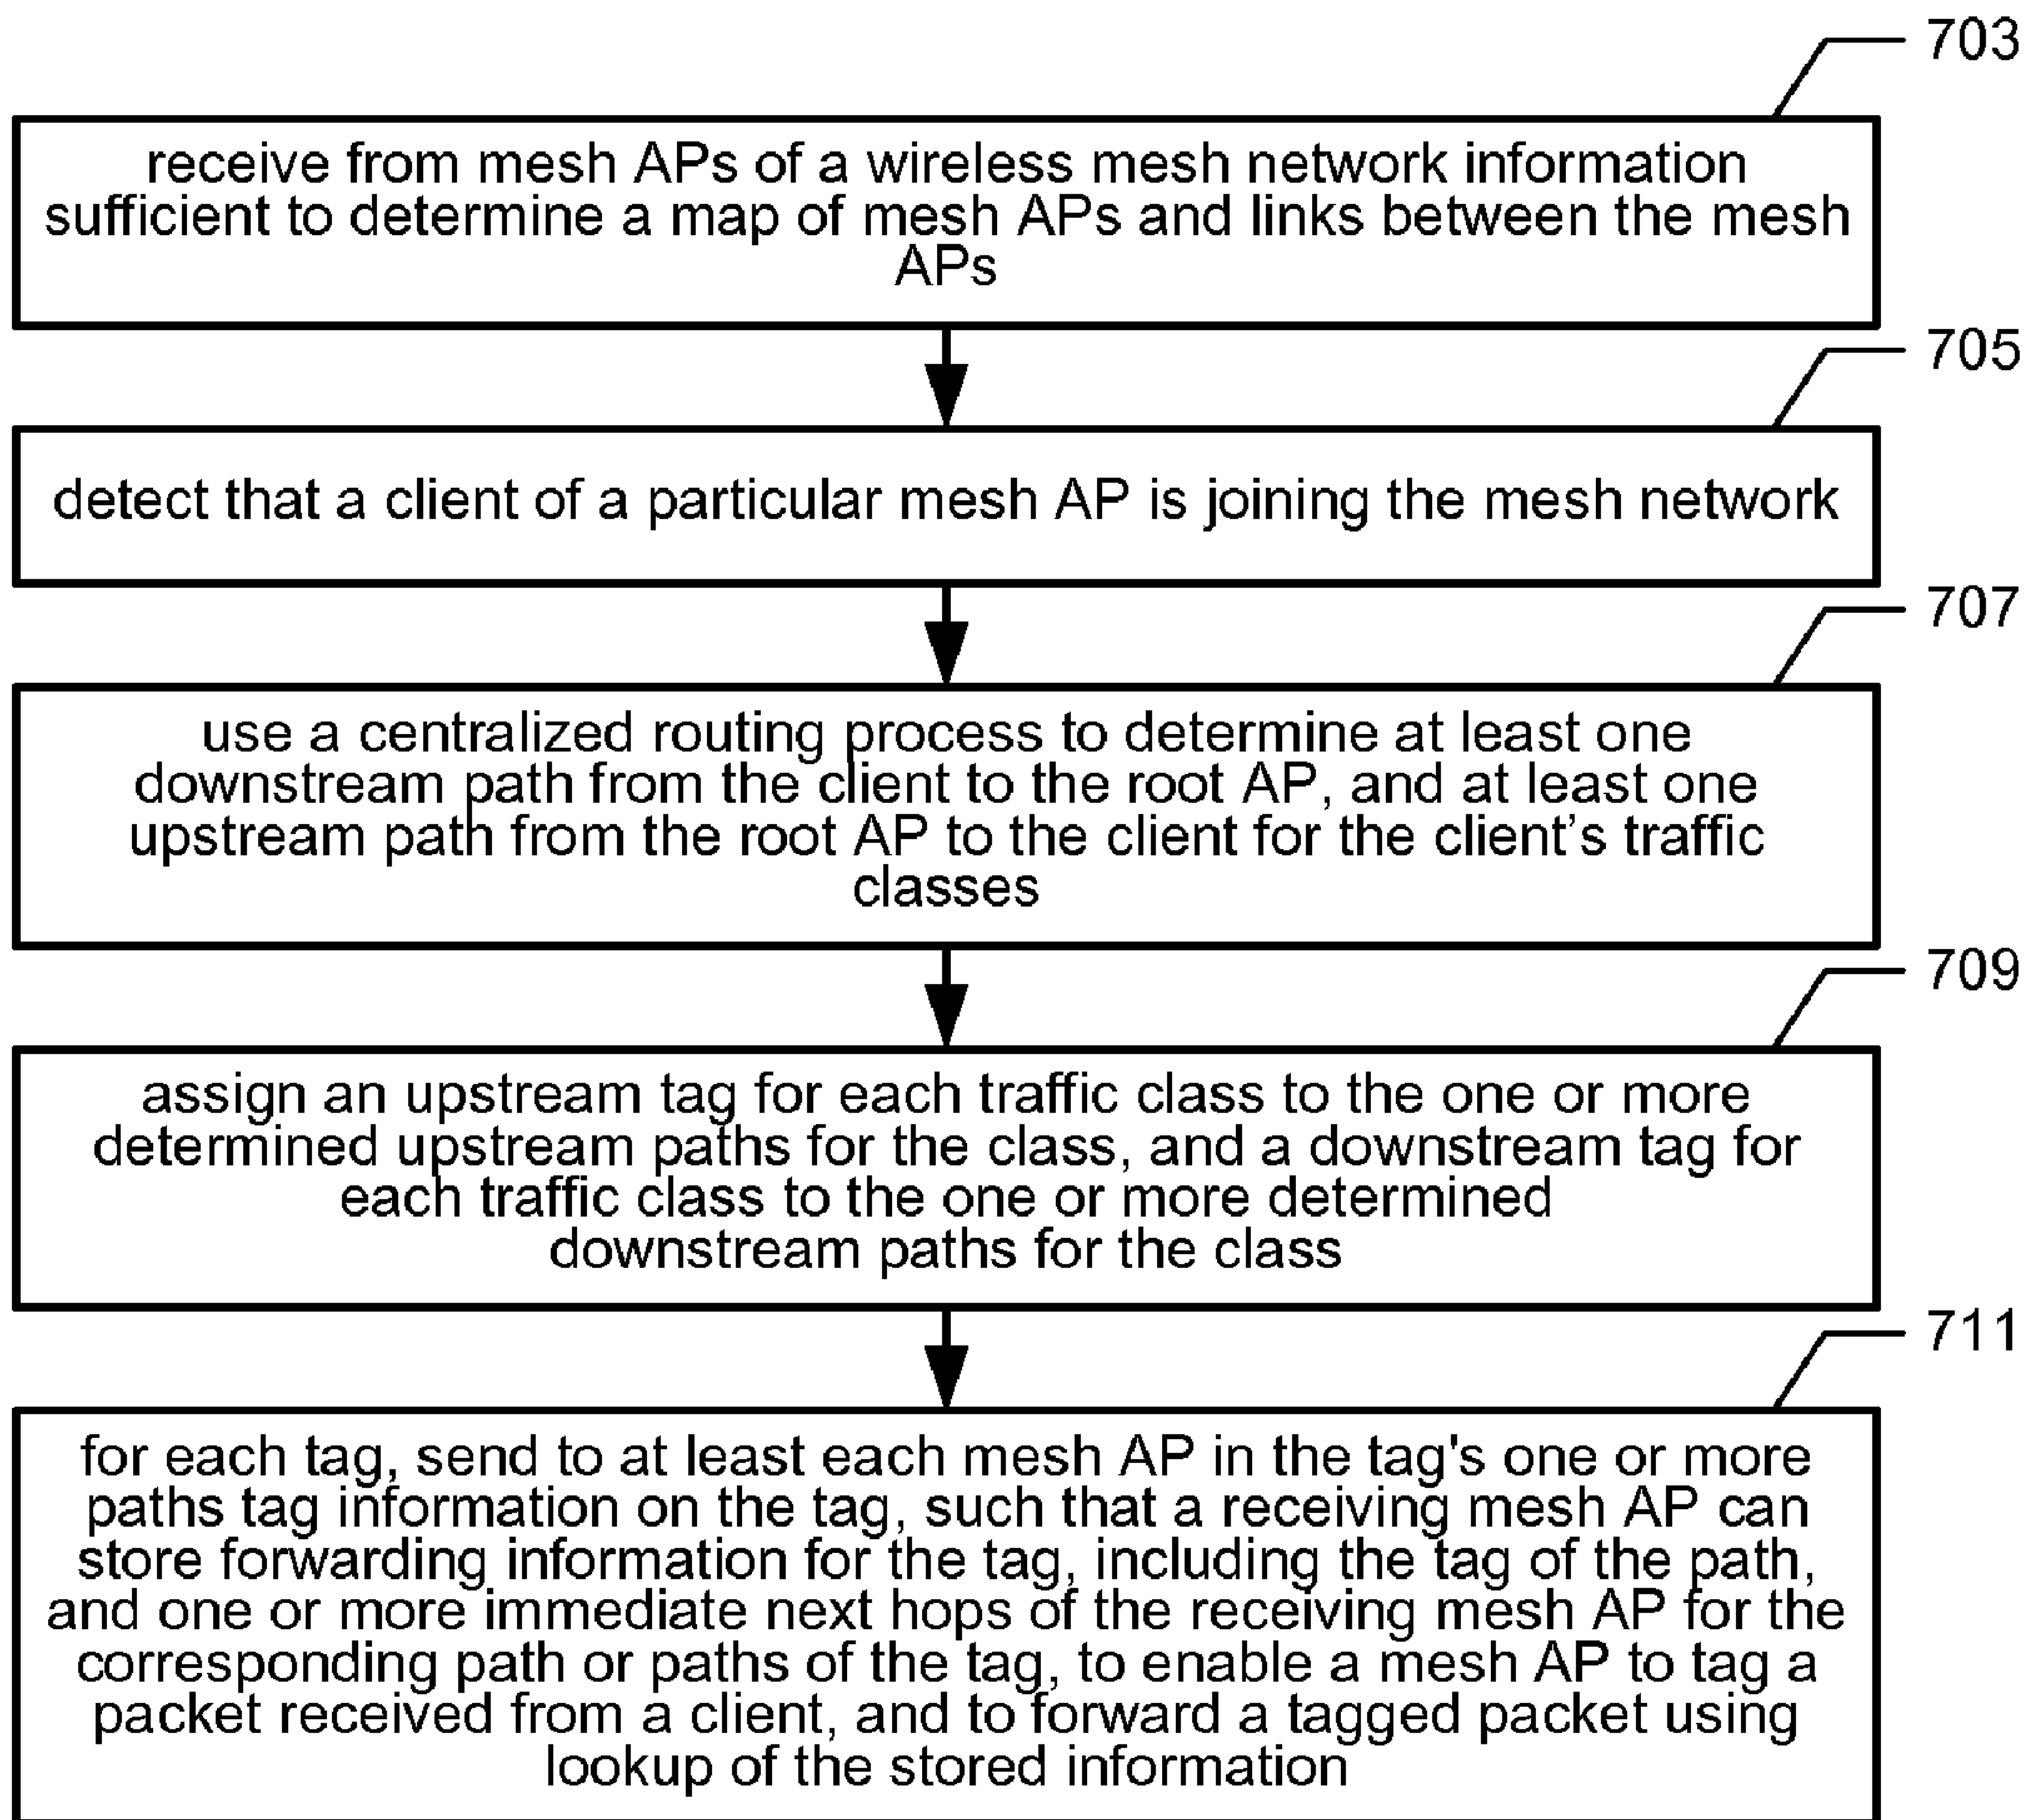 703
receive from mesh APs of a wireless mesh network information
sufficient to determine a map of mesh APs and links between the mesh
APs
705
detect that a client of a particular mesh AP is joining the mesh network
707
use a centralized routing process to determine at least one
downstream path from the client to the root AP, and at least one
upstream path from the root AP to the client for the client’s traffic
classes
709
assign an upstream tag for each traffic class to the one or more
determined upstream paths for the class, and a downstream tag for
each traffic class to the one or more determined
downstream paths for the class
711
for each tag, send to at least each mesh AP in the tag's one or more
paths tag information on the tag, such that a receiving mesh AP can
store forwarding information for the tag, including the tag of the path,
and one or more immediate next hops of the receiving mesh AP for the
corresponding path or paths of the tag, to enable a mesh AP to tag a
packet received from a client, and to forward a tagged packet using
lookup of the stored information